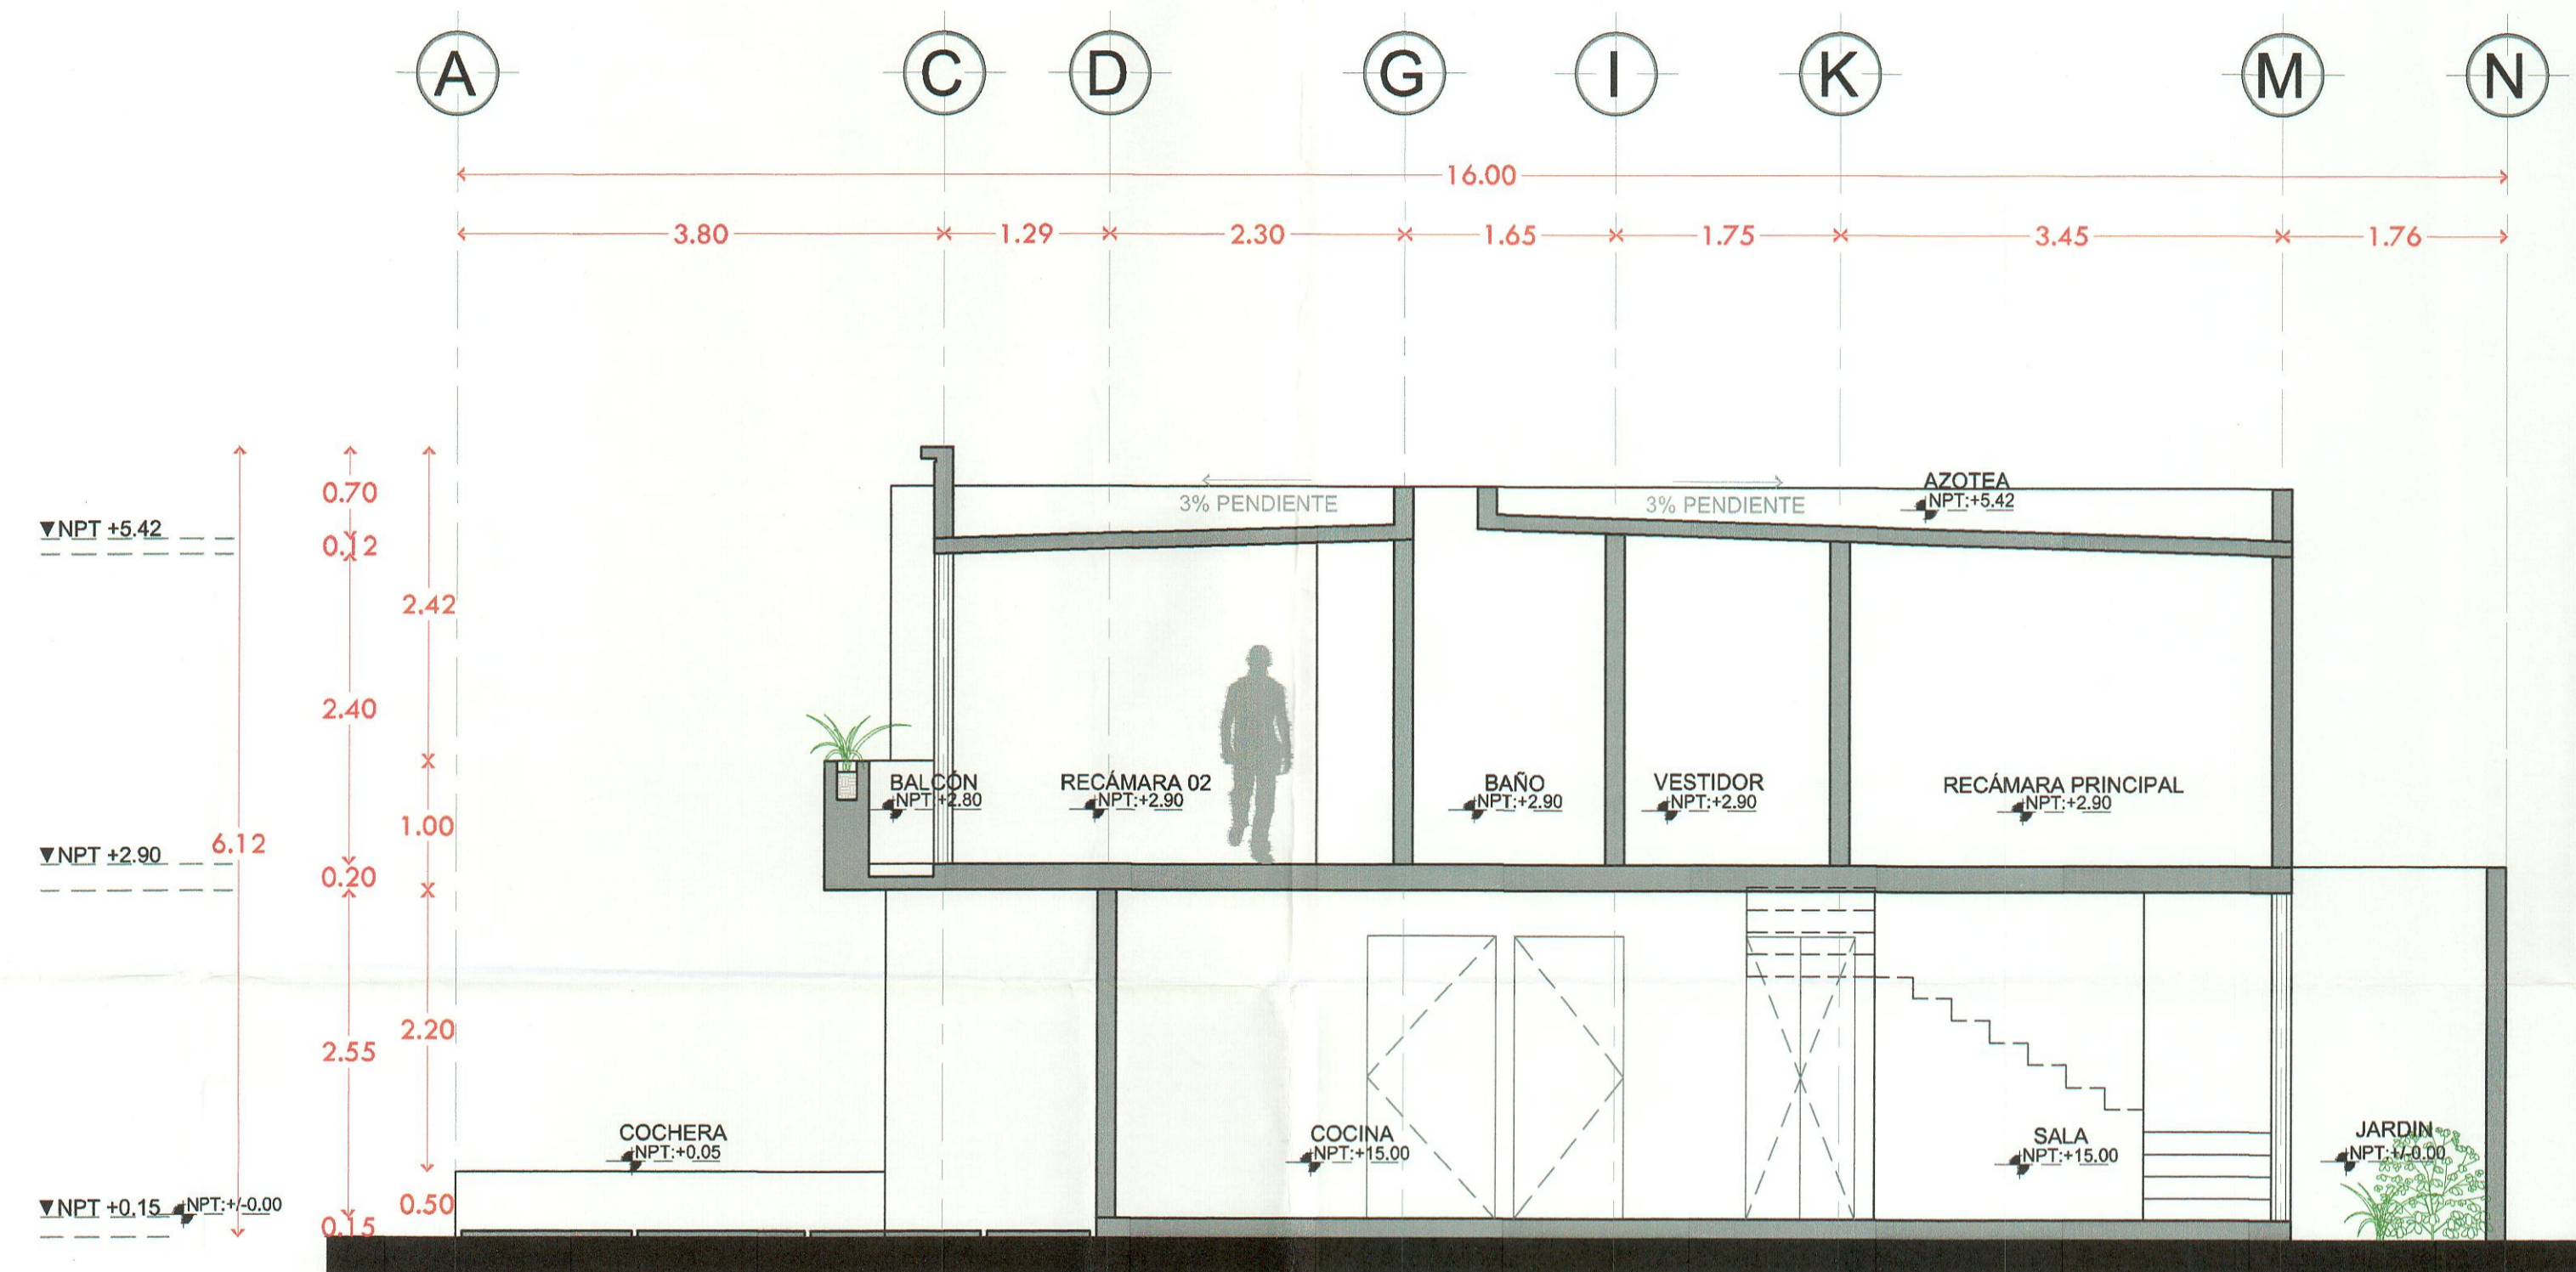 A C D G I K M N
16.00
3.80 1.29 2.30 1.65 1.75 3.45 1.76
AZOTEA
NPT:+5.42
3% PENDIENTE
3% PENDIENTE
0.70
NPT +5.42
0.12
2.42
2.40
BALCÓN
NPT:+2.80
RECÁMARA 02
NPT:+2.90
BAÑO
NPT:+2.90
VESTIDOR
NPT:+2.90
RECÁMARA PRINCIPAL
NPT:+2.90
1.00
6.12
NPT +2.90
0.20
2.20
2.55
COCHERA
NPT:+0.05
COCINA
NPT:+15.00
SALA
NPT:+15.00
JARDIN
NPT:+/-0.00
NPT +0.15
NPT:+/-0.00
0.50
0.15